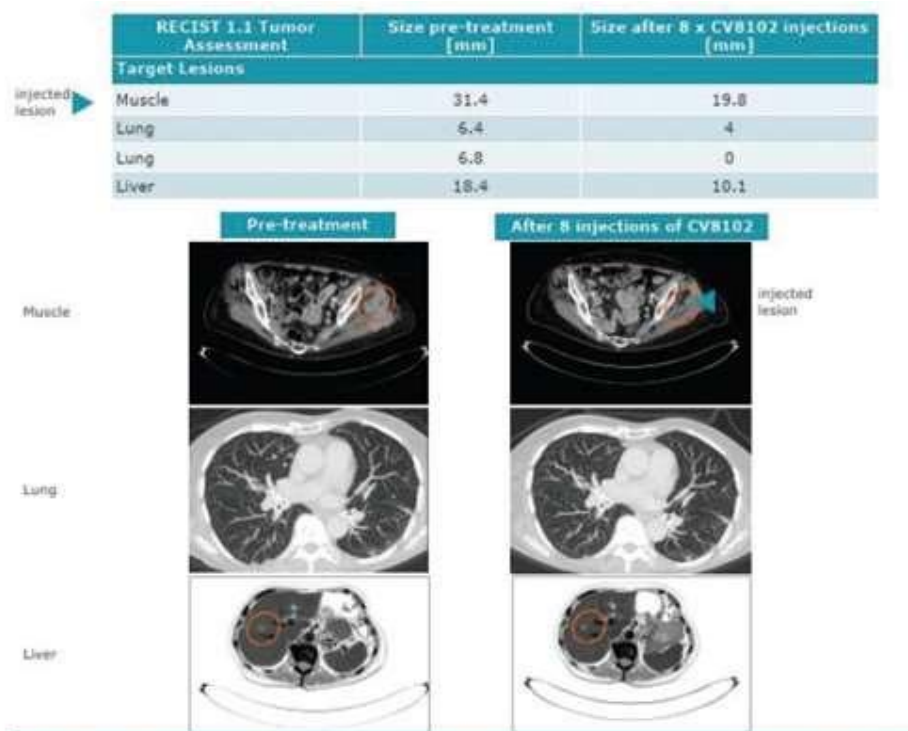 RECIST 1.1 Tumor Assessment Size pre-treatment [mm] Size after 8 x CV8102 injections [mm]
Target Lesions
injected lesion
Muscle 31.4 19.8
Lung 6.4 4
Lung 6.8 0
Liver 18.4 10.1
Pre-treatment After 8 injections of CV8102
Muscle
injected lesion
Lung
Liver